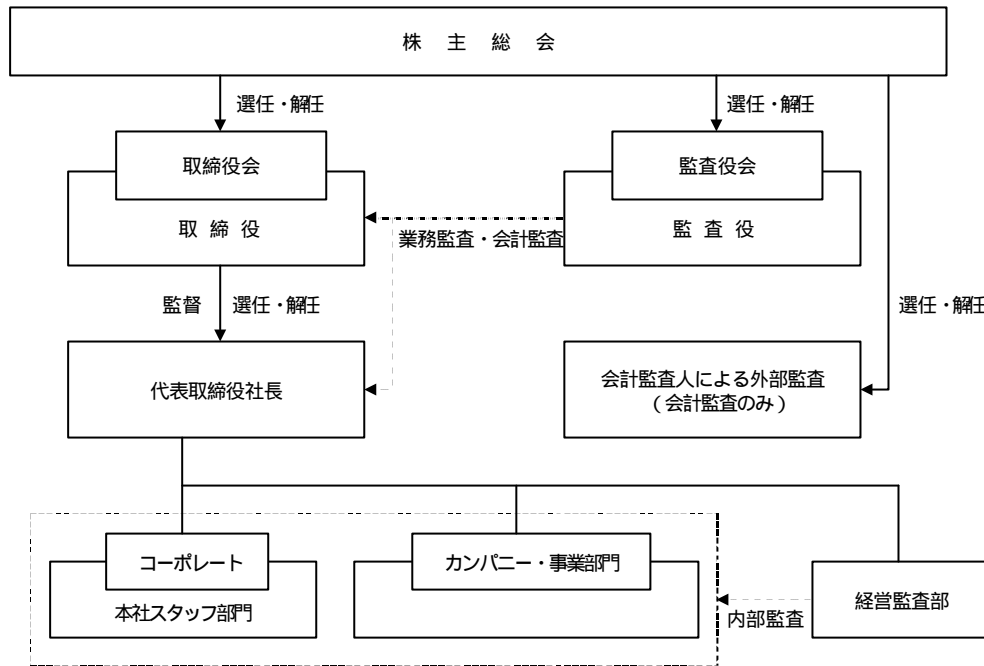 株 主 総 会
選任・解任
選任・解任
取締役会
監査役会
取 締 役
監 査 役
業務監査・会計監査
監督
選任・解任
選任・解任
代表取締役社長
会計監査人による外部監査
（会計監査のみ）
コーポレート
カンパニー・事業部門
本社スタッフ部門
内部監査
経営監査部